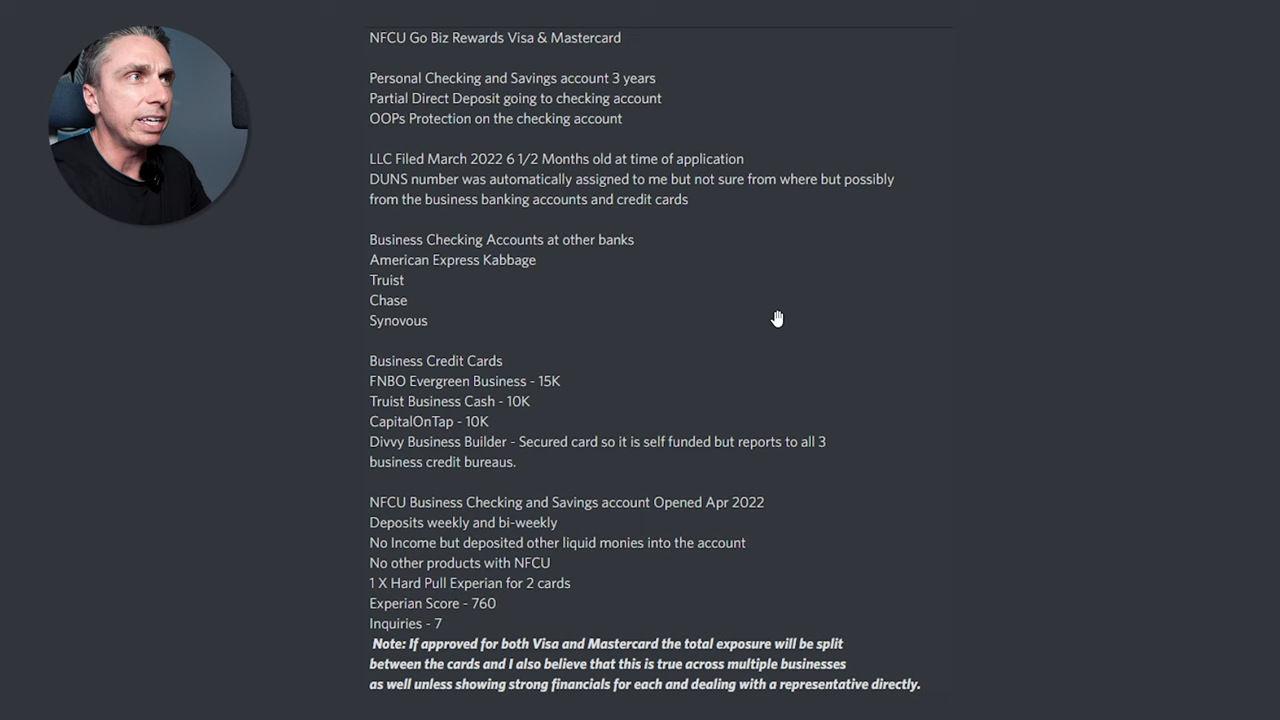 NFCU Go Biz Rewards Visa & Mastercard
Personal Checking and Savings account 3 years
Partial Direct Deposit going to checking account
OOPs Protection on the checking account
LLC Filed March 2022 6 1/2 Months old at time of application
DUNS number was automatically assigned to me but not sure from where but possibly
from the business banking accounts and credit cards
Business Checking Accounts at other banks
American Express Kabbage
Truist
Chase
Synovous
Business Credit Cards
FNBO Evergreen Business - 15K
Truist Business Cash - 10K
CapitalOnTap - 10K
Divvy Business Builder - Secured card so it is self funded but reports to all 3
business credit bureaus.
NFCU Business Checking and Savings account Opened Apr 2022
Deposits weekly and bi-weekly
No Income but deposited other liquid monies into the account
No other products with NFCU
1 X Hard Pull Experian for 2 cards
Experian Score - 760
Inquiries - 7
Note: If approved for both Visa and Mastercard the total exposure will be split
between the cards and I also believe that this is true across multiple businesses
as well unless showing strong financials for each and dealing with a representative directly.